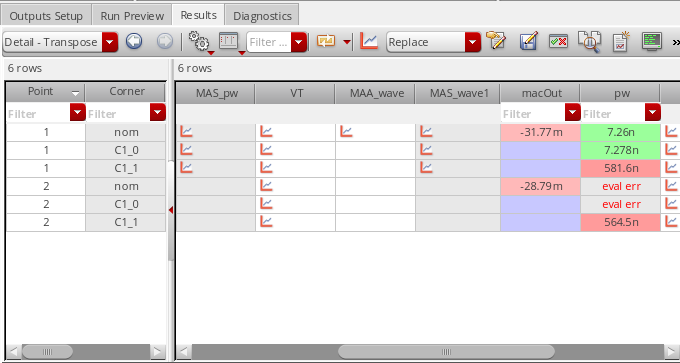 Outputs Setup Run Preview Results Diagnostics
Detail - Transpose Filter ... Replace »
6 rows 6 rows
Point Corner MAS_pw VT MAA_wave MAS_wave1 macOut pw
Filter Filter Filter Filter
1 nom -31.77m 7.26n
1 C1_0 7.278n
1 C1_1 581.6n
2 nom -28.79m eval err
2 C1_0 eval err
2 C1_1 564.5n